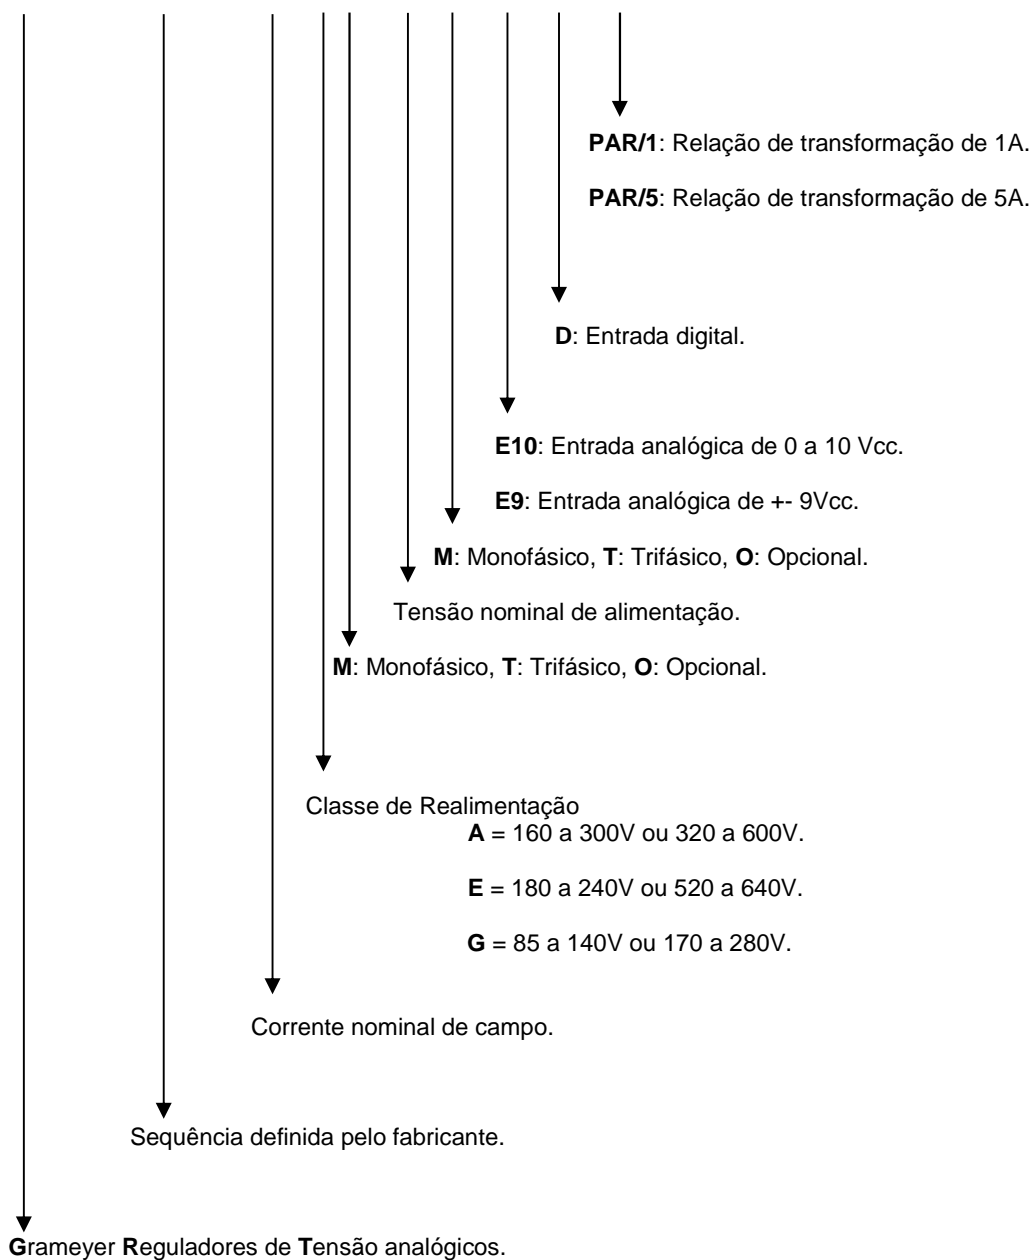 PAR/1: Relação de transformação de 1A.
PAR/5: Relação de transformação de 5A.
D: Entrada digital.
E10: Entrada analógica de 0 a 10 Vcc.
E9: Entrada analógica de +- 9Vcc.
M: Monofásico, T: Trifásico, O: Opcional.
Tensão nominal de alimentação.
M: Monofásico, T: Trifásico, O: Opcional.
Classe de Realimentação
A = 160 a 300V ou 320 a 600V.
E = 180 a 240V ou 520 a 640V.
G = 85 a 140V ou 170 a 280V.
Corrente nominal de campo.
Sequência definida pelo fabricante.
Grameyer Reguladores de Tensão analógicos.